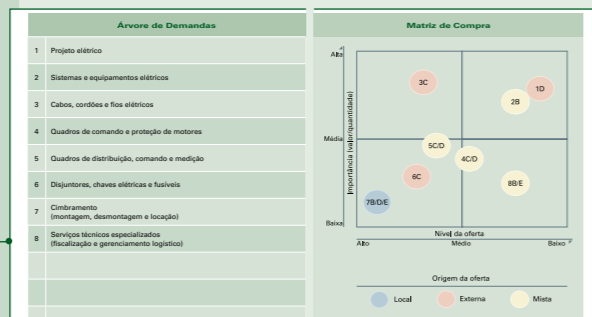 Árvore de Demandas
1 Projeto elétrico
2 Sistemas e equipamentos elétricos
3 Cabos, cordões e fios elétricos
4 Quadros de comando e proteção de motores
5 Quadros de distribuição, comando e medição
6 Disjuntores, chaves elétricas e fusíveis
7 Cimbramento
(montagem, desmontagem e locação)
8 Serviços técnicos especializados
(fiscalização e gerenciamento logístico)
Matriz de Compra
Alta
Média
Baixa
Importância (valor/quantidade)
3C
1D
2B
5C/D
4C/D
6C
8B/E
7B/D/E
Nível da oferta
Alto Médio Baixo
Origem da oferta
Local Externa Mista